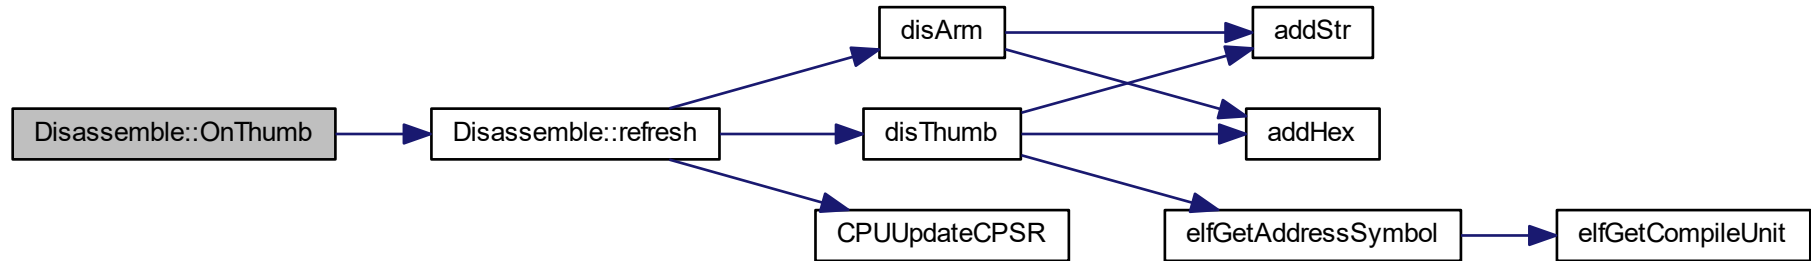 disArm
addStr
Disassemble::OnThumb
Disassemble::refresh
disThumb
addHex
CPUUpdateCPSR
elfGetAddressSymbol
elfGetCompileUnit